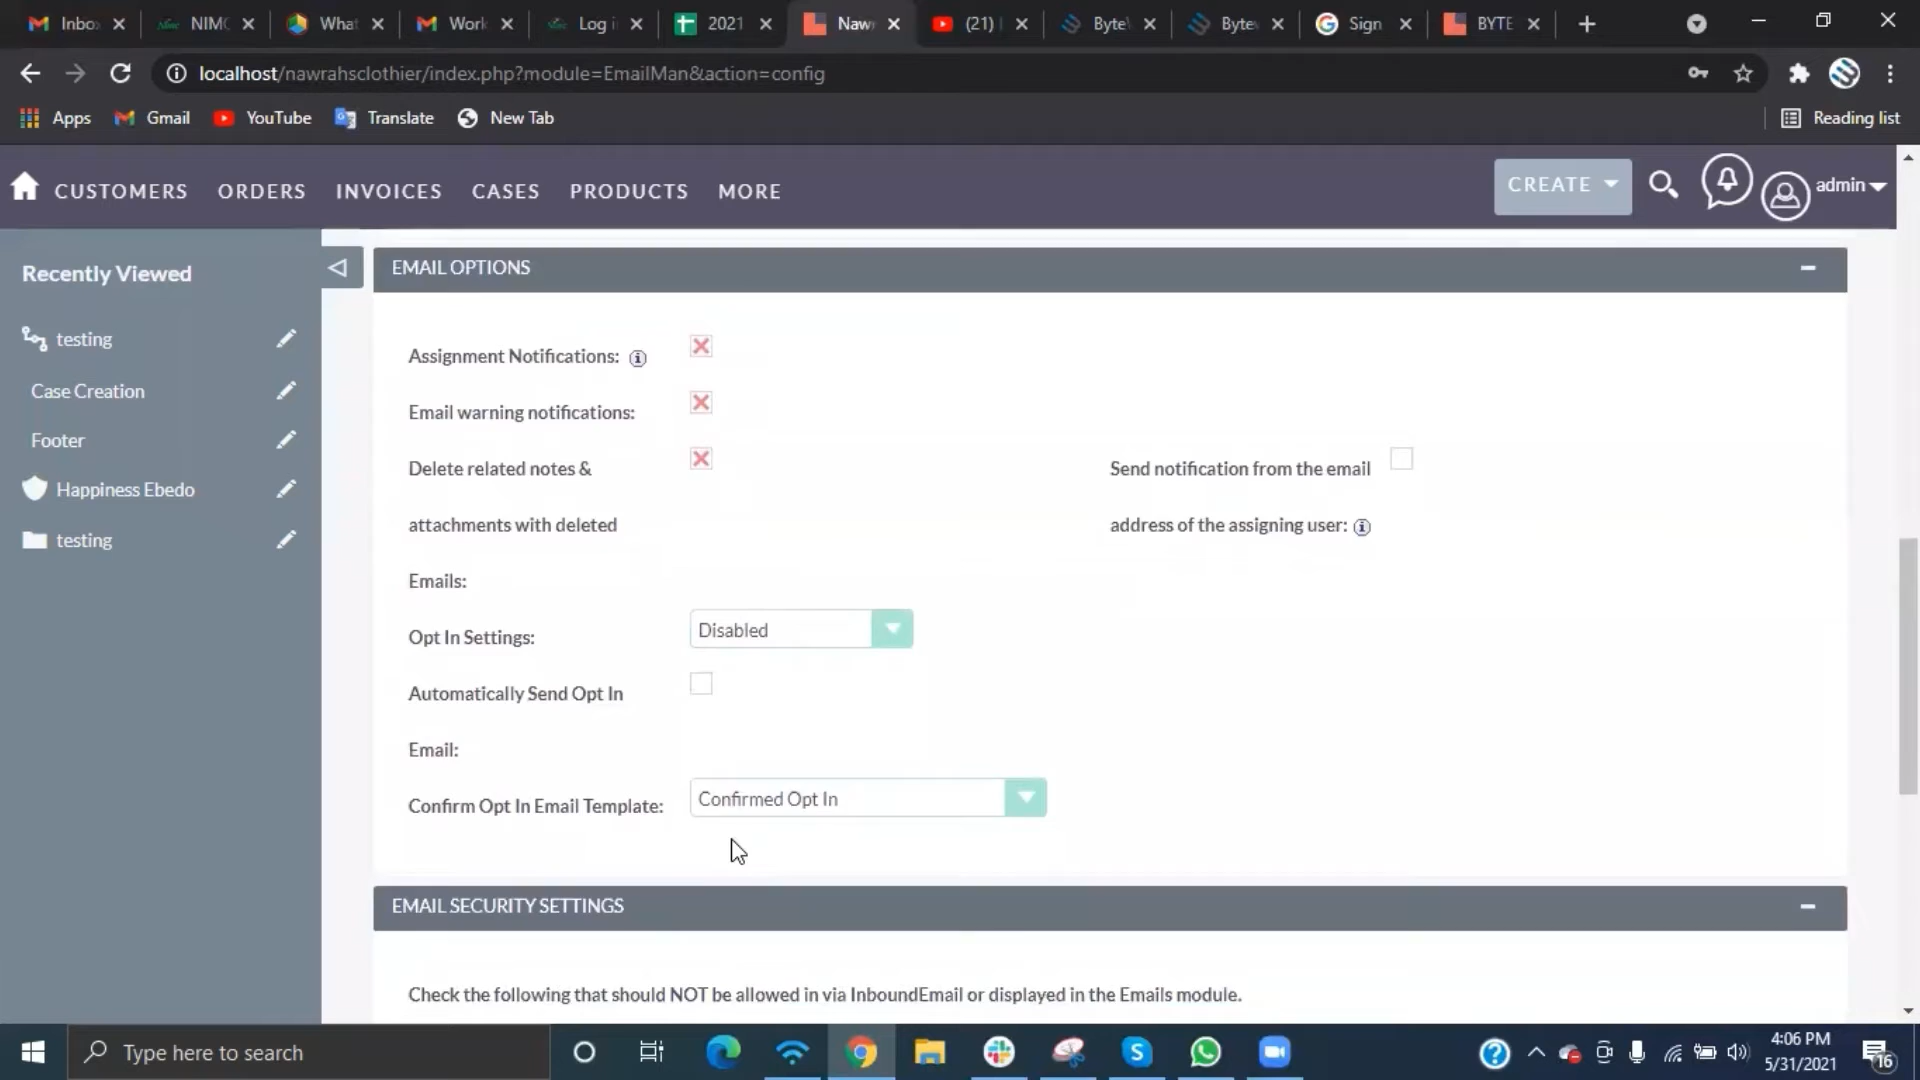 Inbo
NIMC
What
Work
Log i
2021
Naw
(21)
Byte
Byte
Sign
BYTE
localhost/nawrahsclothier/index.php?module=EmailMan&action=config
Apps
Gmail
YouTube
Translate
New Tab
Reading list
CUSTOMERS
ORDERS
INVOICES
CASES
PRODUCTS
MORE
CREATE
admin
Recently Viewed
testing
Case Creation
Footer
Happiness Ebedo
testing
EMAIL OPTIONS
Assignment Notifications:
Email warning notifications:
Delete related notes &
attachments with deleted
Emails:
Send notification from the email
address of the assigning user:
Opt In Settings:
Disabled
Automatically Send Opt In
Email:
Confirm Opt In Email Template:
Confirmed Opt In
EMAIL SECURITY SETTINGS
Check the following that should NOT be allowed in via InboundEmail or displayed in the Emails module.
Type here to search
4:06 PM
5/31/2021
16